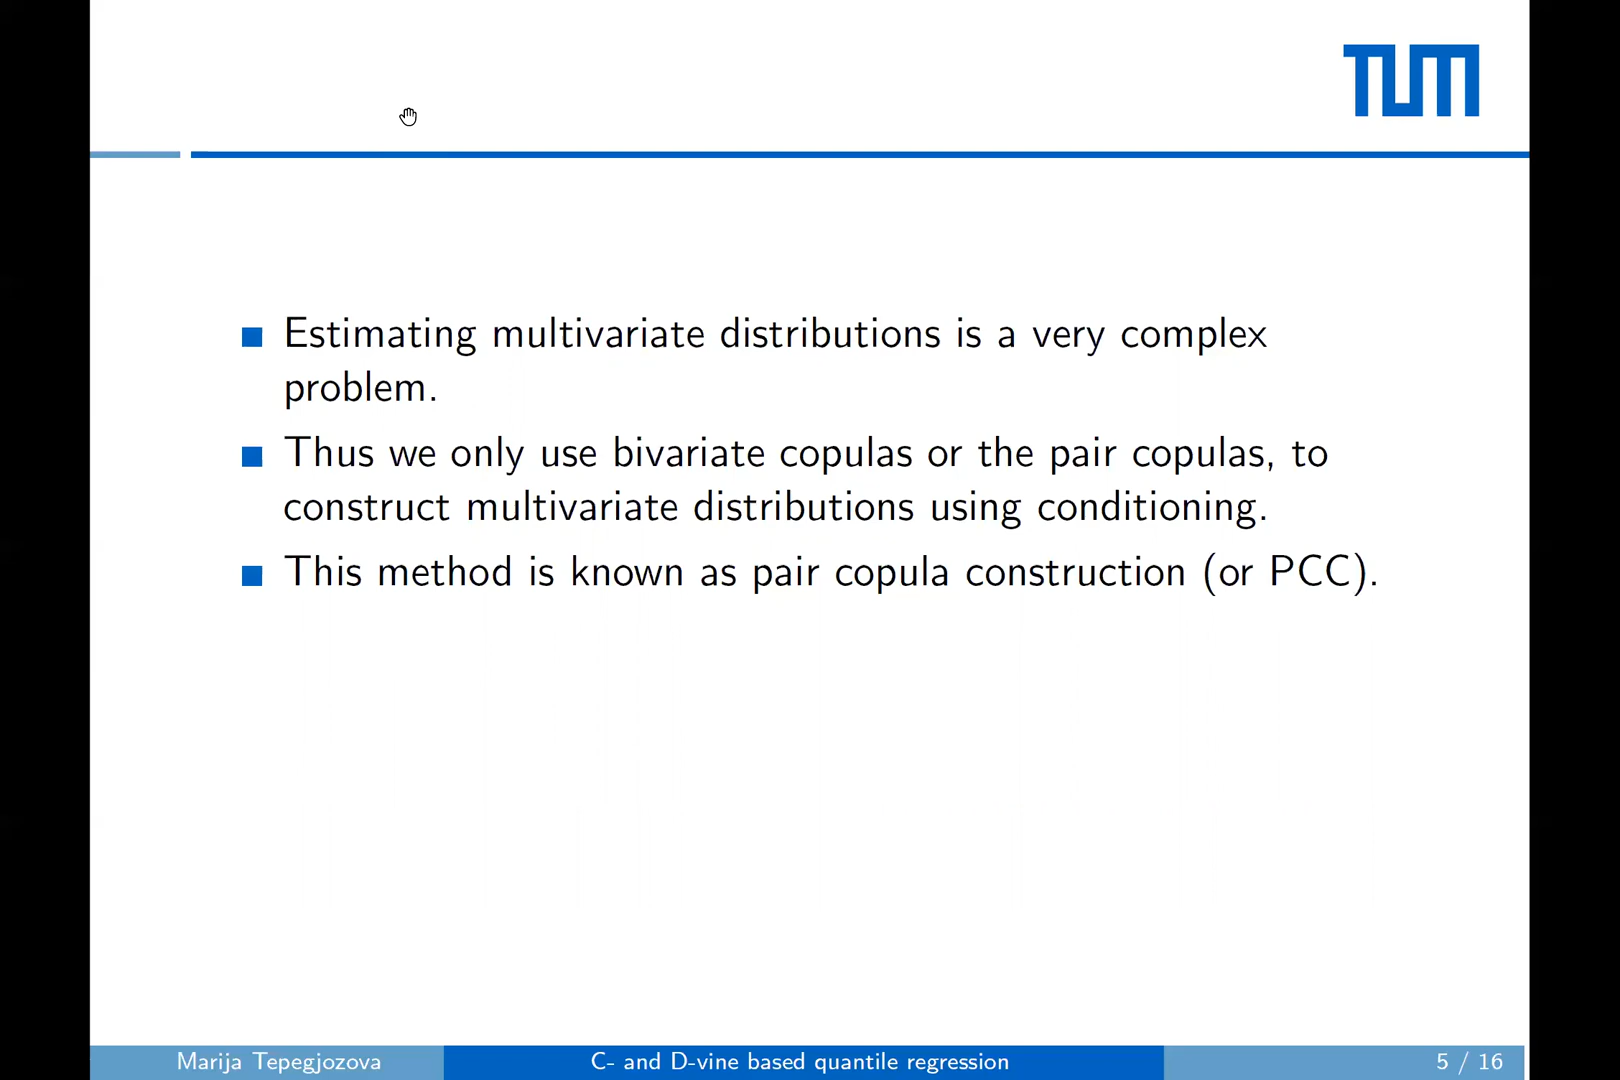 TUM
Estimating multivariate distributions is a very complex
problem.
Thus we only use bivariate copulas or the pair copulas, to
construct multivariate distributions using conditioning.
This method is known as pair copula construction (or PCC).
Marija Tepegjozova
C- and D-vine based quantile regression
5 / 16